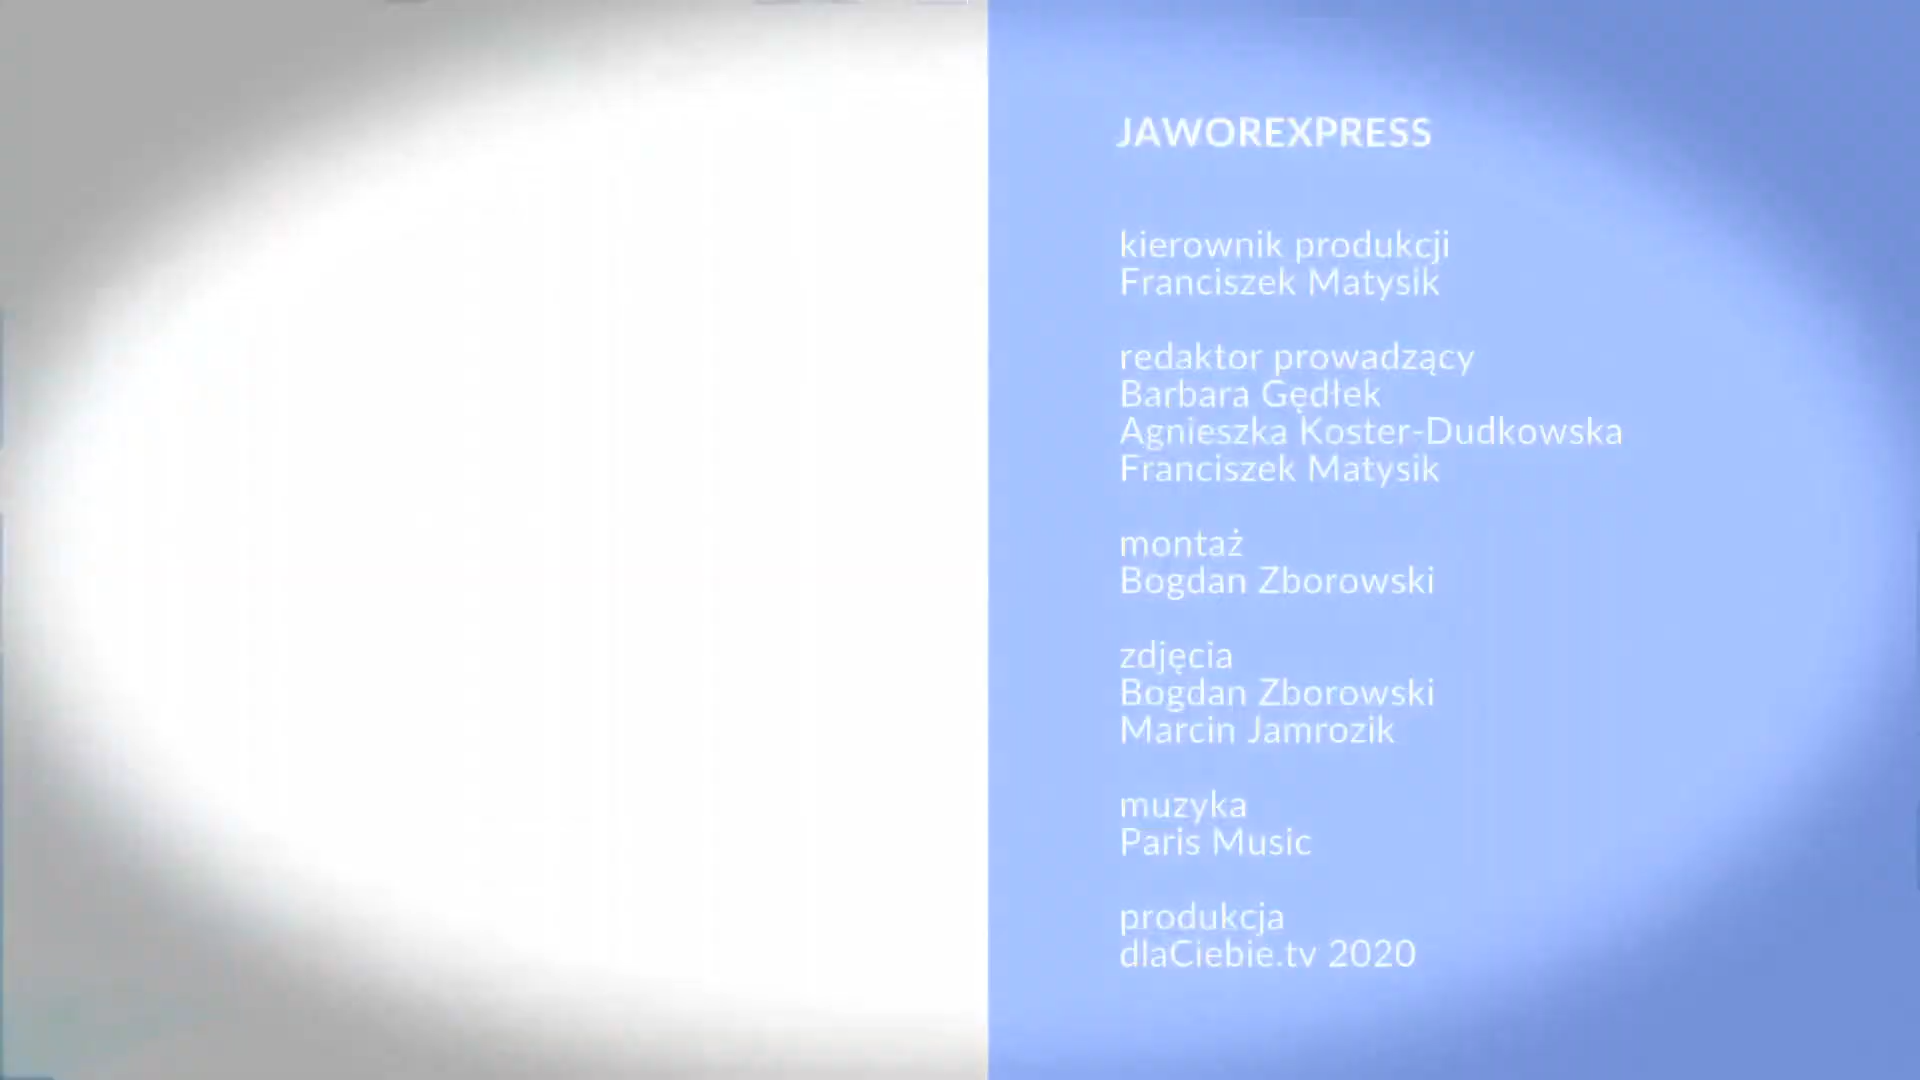 JAWOREXPRESS
kierownik produkcji
Franciszek Matysik
redaktor prowadzący
Barbara Gędłek
Agnieszka Koster-Dudkowska
Franciszek Matysik
montaż
Bogdan Zborowski
zdjęcia
Bogdan Zborowski
Marcin Jamrozik
muzyka
Paris Music
produkcja
dlaCiebie.tv 2020